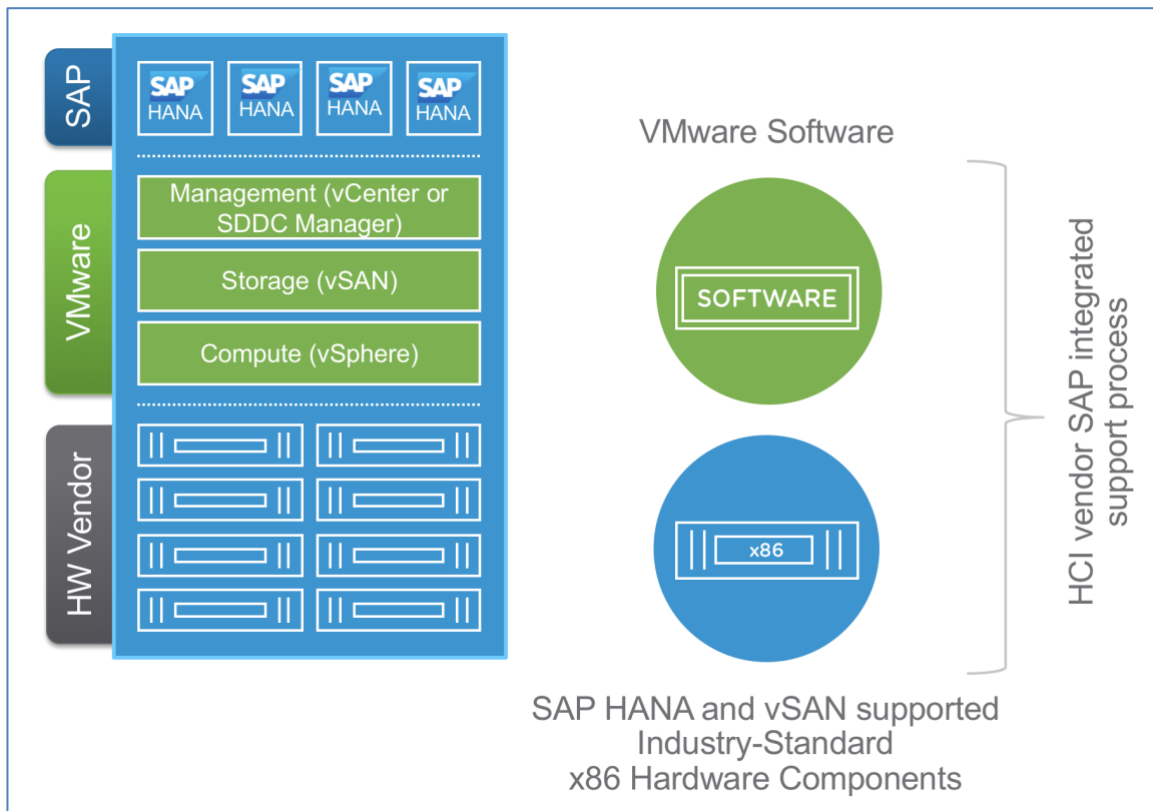 SAP
SAP HANA
SAP HANA
SAP HANA
SAP HANA
VMware
Management (vCenter or
SDDC Manager)
Storage (vSAN)
Compute (vSphere)
HW Vendor
VMware Software
SOFTWARE
x86
SAP HANA and vSAN supported
Industry-Standard
x86 Hardware Components
HCI vendor SAP integrated
support process